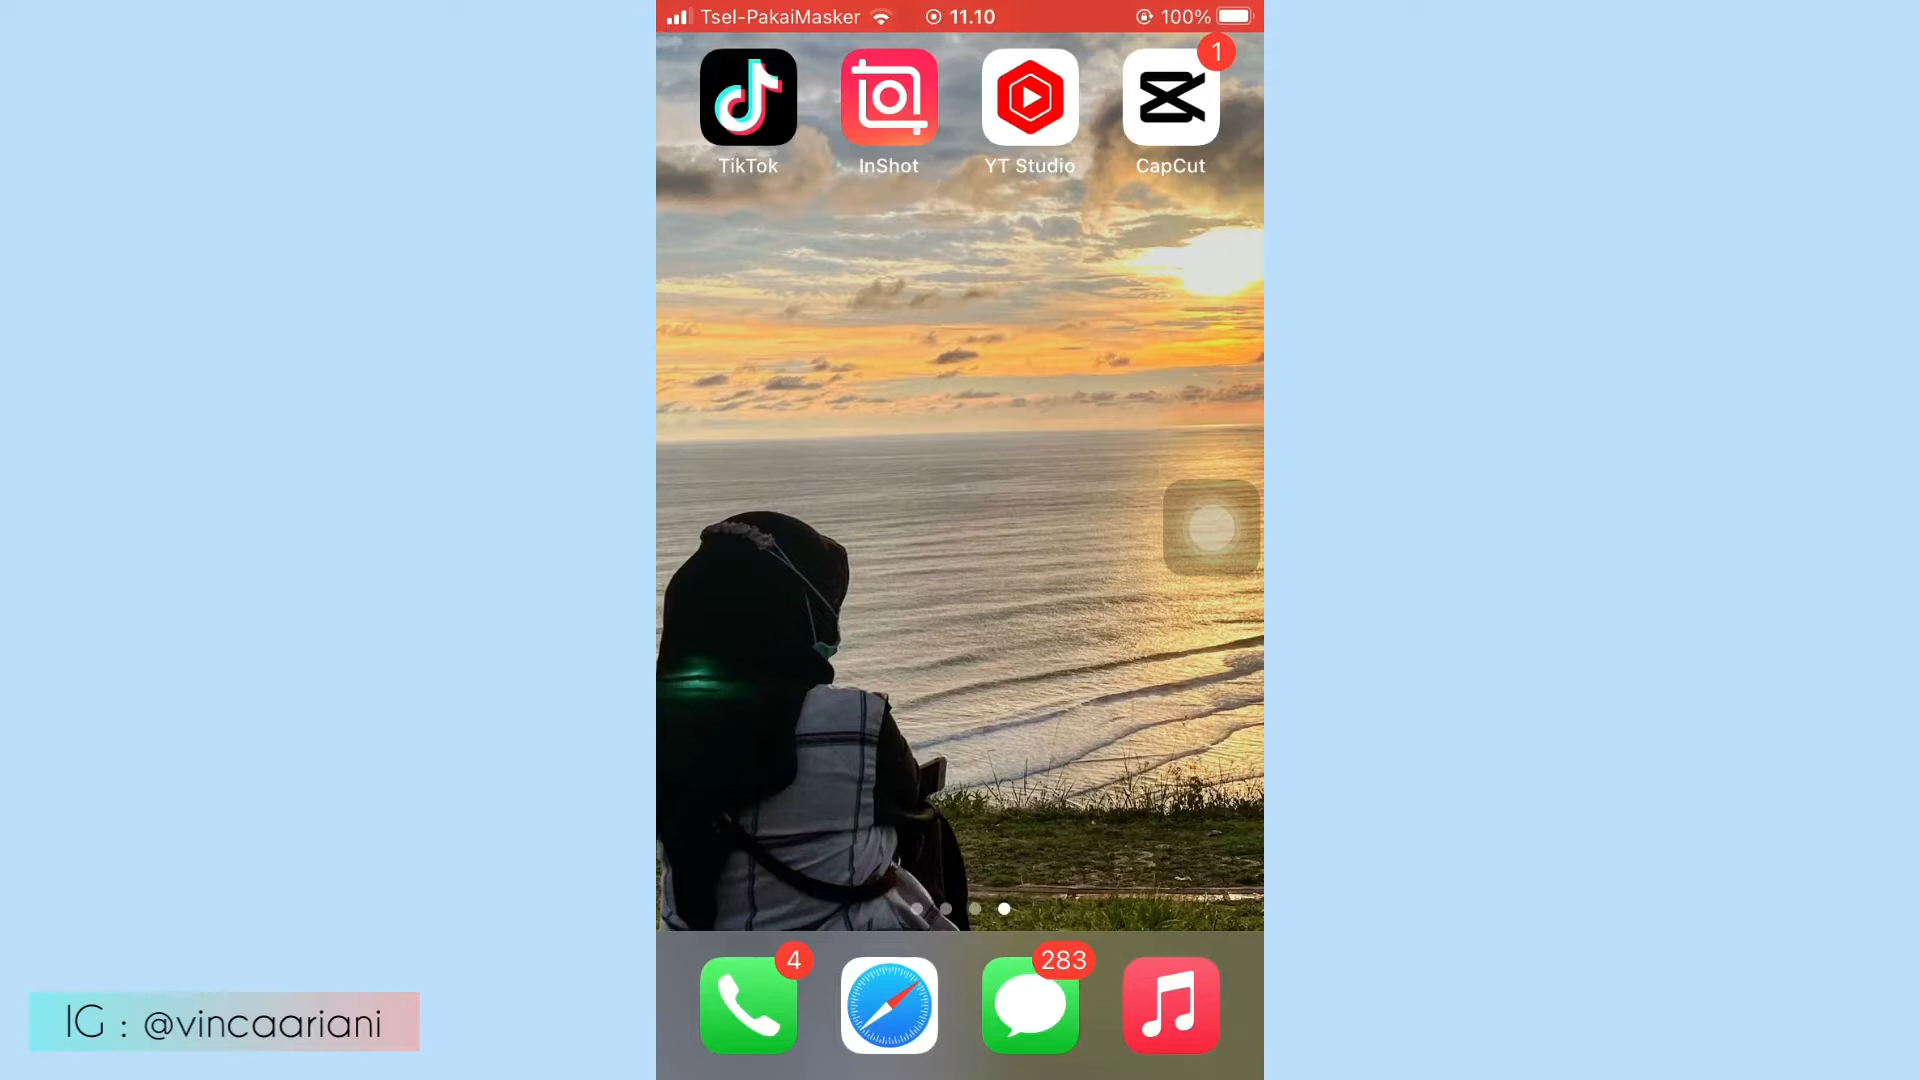 Tsel-PakaiMasker 11.10 100%
1
TikTok InShot YT Studio CapCut
4 283
IG : @vincaariani